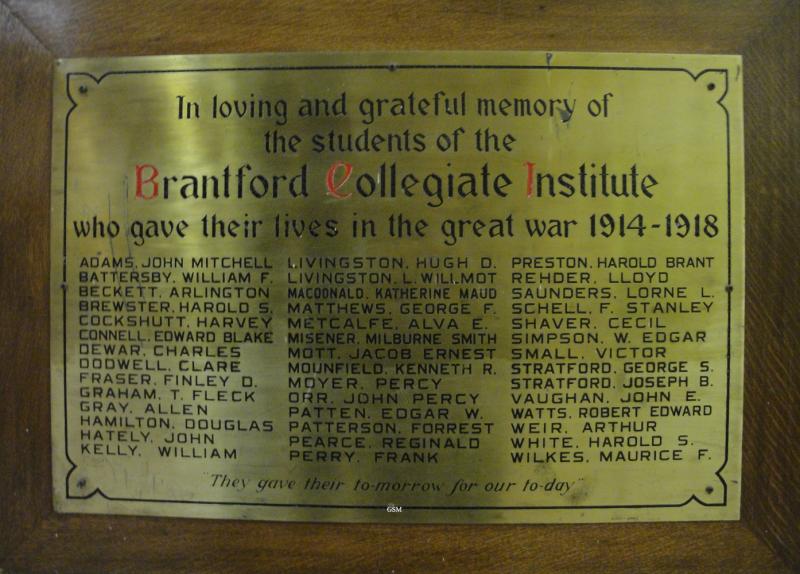 In loving and grateful memory of
the students of the
Brantford Collegiate Institute
who gave their lives in the great war 1914-1918
ADAMS, JOHN MITCHELL
BATTERSBY, WILLIAM F.
BECKETT, ARLINGTON
BREWSTER, HAROLD S.
COCKSHUTT, HARVEY
CONNELL, EDWARD BLAKE
DEWAR, CHARLES
DODWELL, CLARE
FRASER, FINLEY D.
GRAHAM, T. FLECK
GRAY, ALLEN
HAMILTON, DOUGLAS
HATELY, JOHN
KELLY, WILLIAM
LIVINGSTON, HUGH D.
LIVINGSTON, L. WILLMOT
MACDONALD, KATHERINE MAUD
MATTHEWS, GEORGE F.
METCALFE, ALVA E.
MISENER, MILBURNE SMITH
MOTT, JACOB ERNEST
MOUNFIELD, KENNETH R.
MOYER, PERCY
ORR, JOHN PERCY
PATTEN, EDGAR W.
PATTERSON, FORREST
PEARCE, REGINALD
PERRY, FRANK
PRESTON, HAROLD BRANT
REHDER, LLOYD
SAUNDERS, LORNE L.
SCHELL, F. STANLEY
SHAVER, CECIL
SIMPSON, W. EDGAR
SMALL, VICTOR
STRATFORD, GEORGE S.
STRATFORD, JOSEPH B.
VAUGHAN, JOHN E.
WATTS, ROBERT EDWARD
WEIR, ARTHUR
WHITE, HAROLD S.
WILKES, MAURICE F.
"They gave their to-morrow for our to-day"
GSM